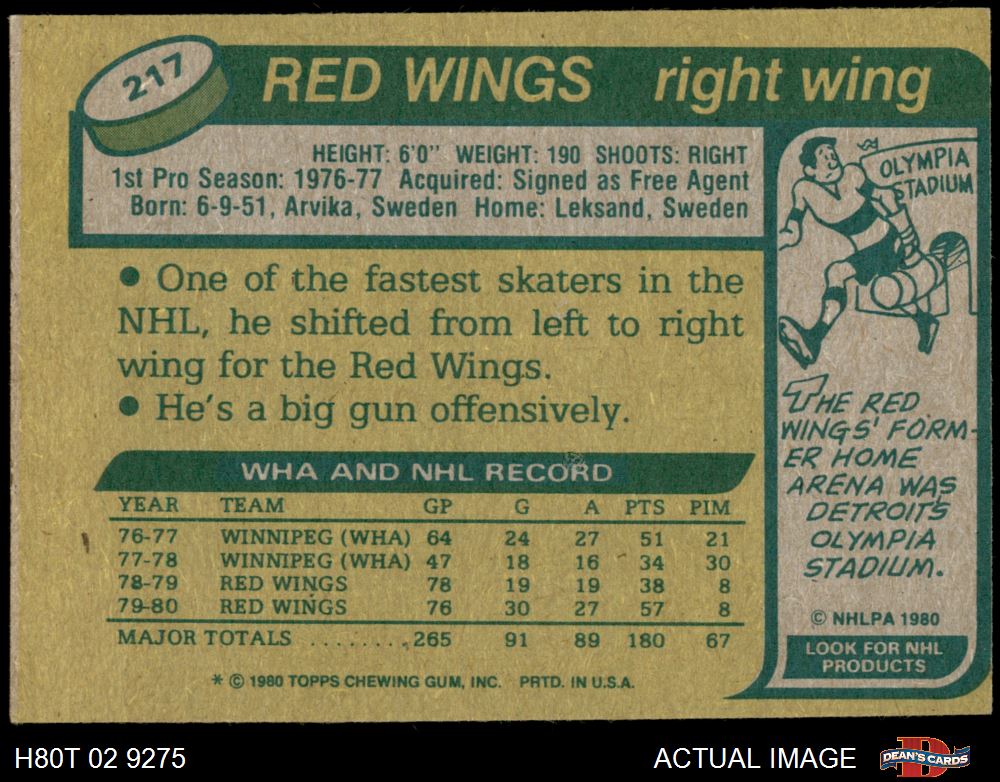 217
RED WINGS right wing
HEIGHT: 6'0" WEIGHT: 190 SHOOTS: RIGHT
1st Pro Season: 1976-77 Acquired: Signed as Free Agent
Born: 6-9-51, Arvika, Sweden Home: Leksand, Sweden
• One of the fastest skaters in the
NHL, he shifted from left to right
wing for the Red Wings.
• He's a big gun offensively.
WHA AND NHL RECORD
YEAR TEAM GP G A PTS PIM
76-77 WINNIPEG (WHA) 64 24 27 51 21
77-78 WINNIPEG (WHA) 47 18 16 34 30
78-79 RED WINGS 78 19 19 38 8
79-80 RED WINGS 76 30 27 57 8
MAJOR TOTALS ........265 91 89 180 67
* © 1980 TOPPS CHEWING GUM, INC. PRTD. IN U.S.A.
OLYMPIA
STADIUM
THE RED
WINGS' FORM-
ER HOME
ARENA WAS
DETROIT'S
OLYMPIA
STADIUM.
© NHLPA 1980
LOOK FOR NHL
PRODUCTS
H80T 02 9275 ACTUAL IMAGE DEAN'S CARDS